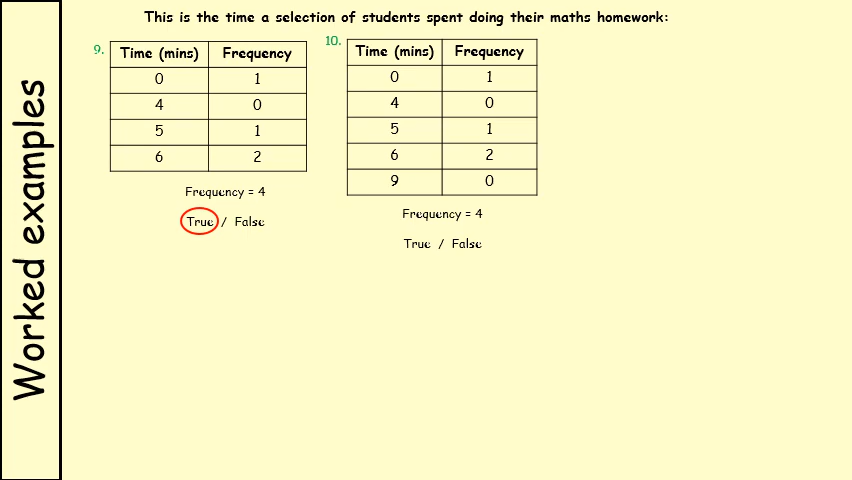 This is the time a selection of students spent doing their maths homework:
Worked examples
9.
Time (mins) Frequency
0 1
4 0
5 1
6 2
Frequency = 4
True / False
10.
Time (mins) Frequency
0 1
4 0
5 1
6 2
9 0
Frequency = 4
True / False